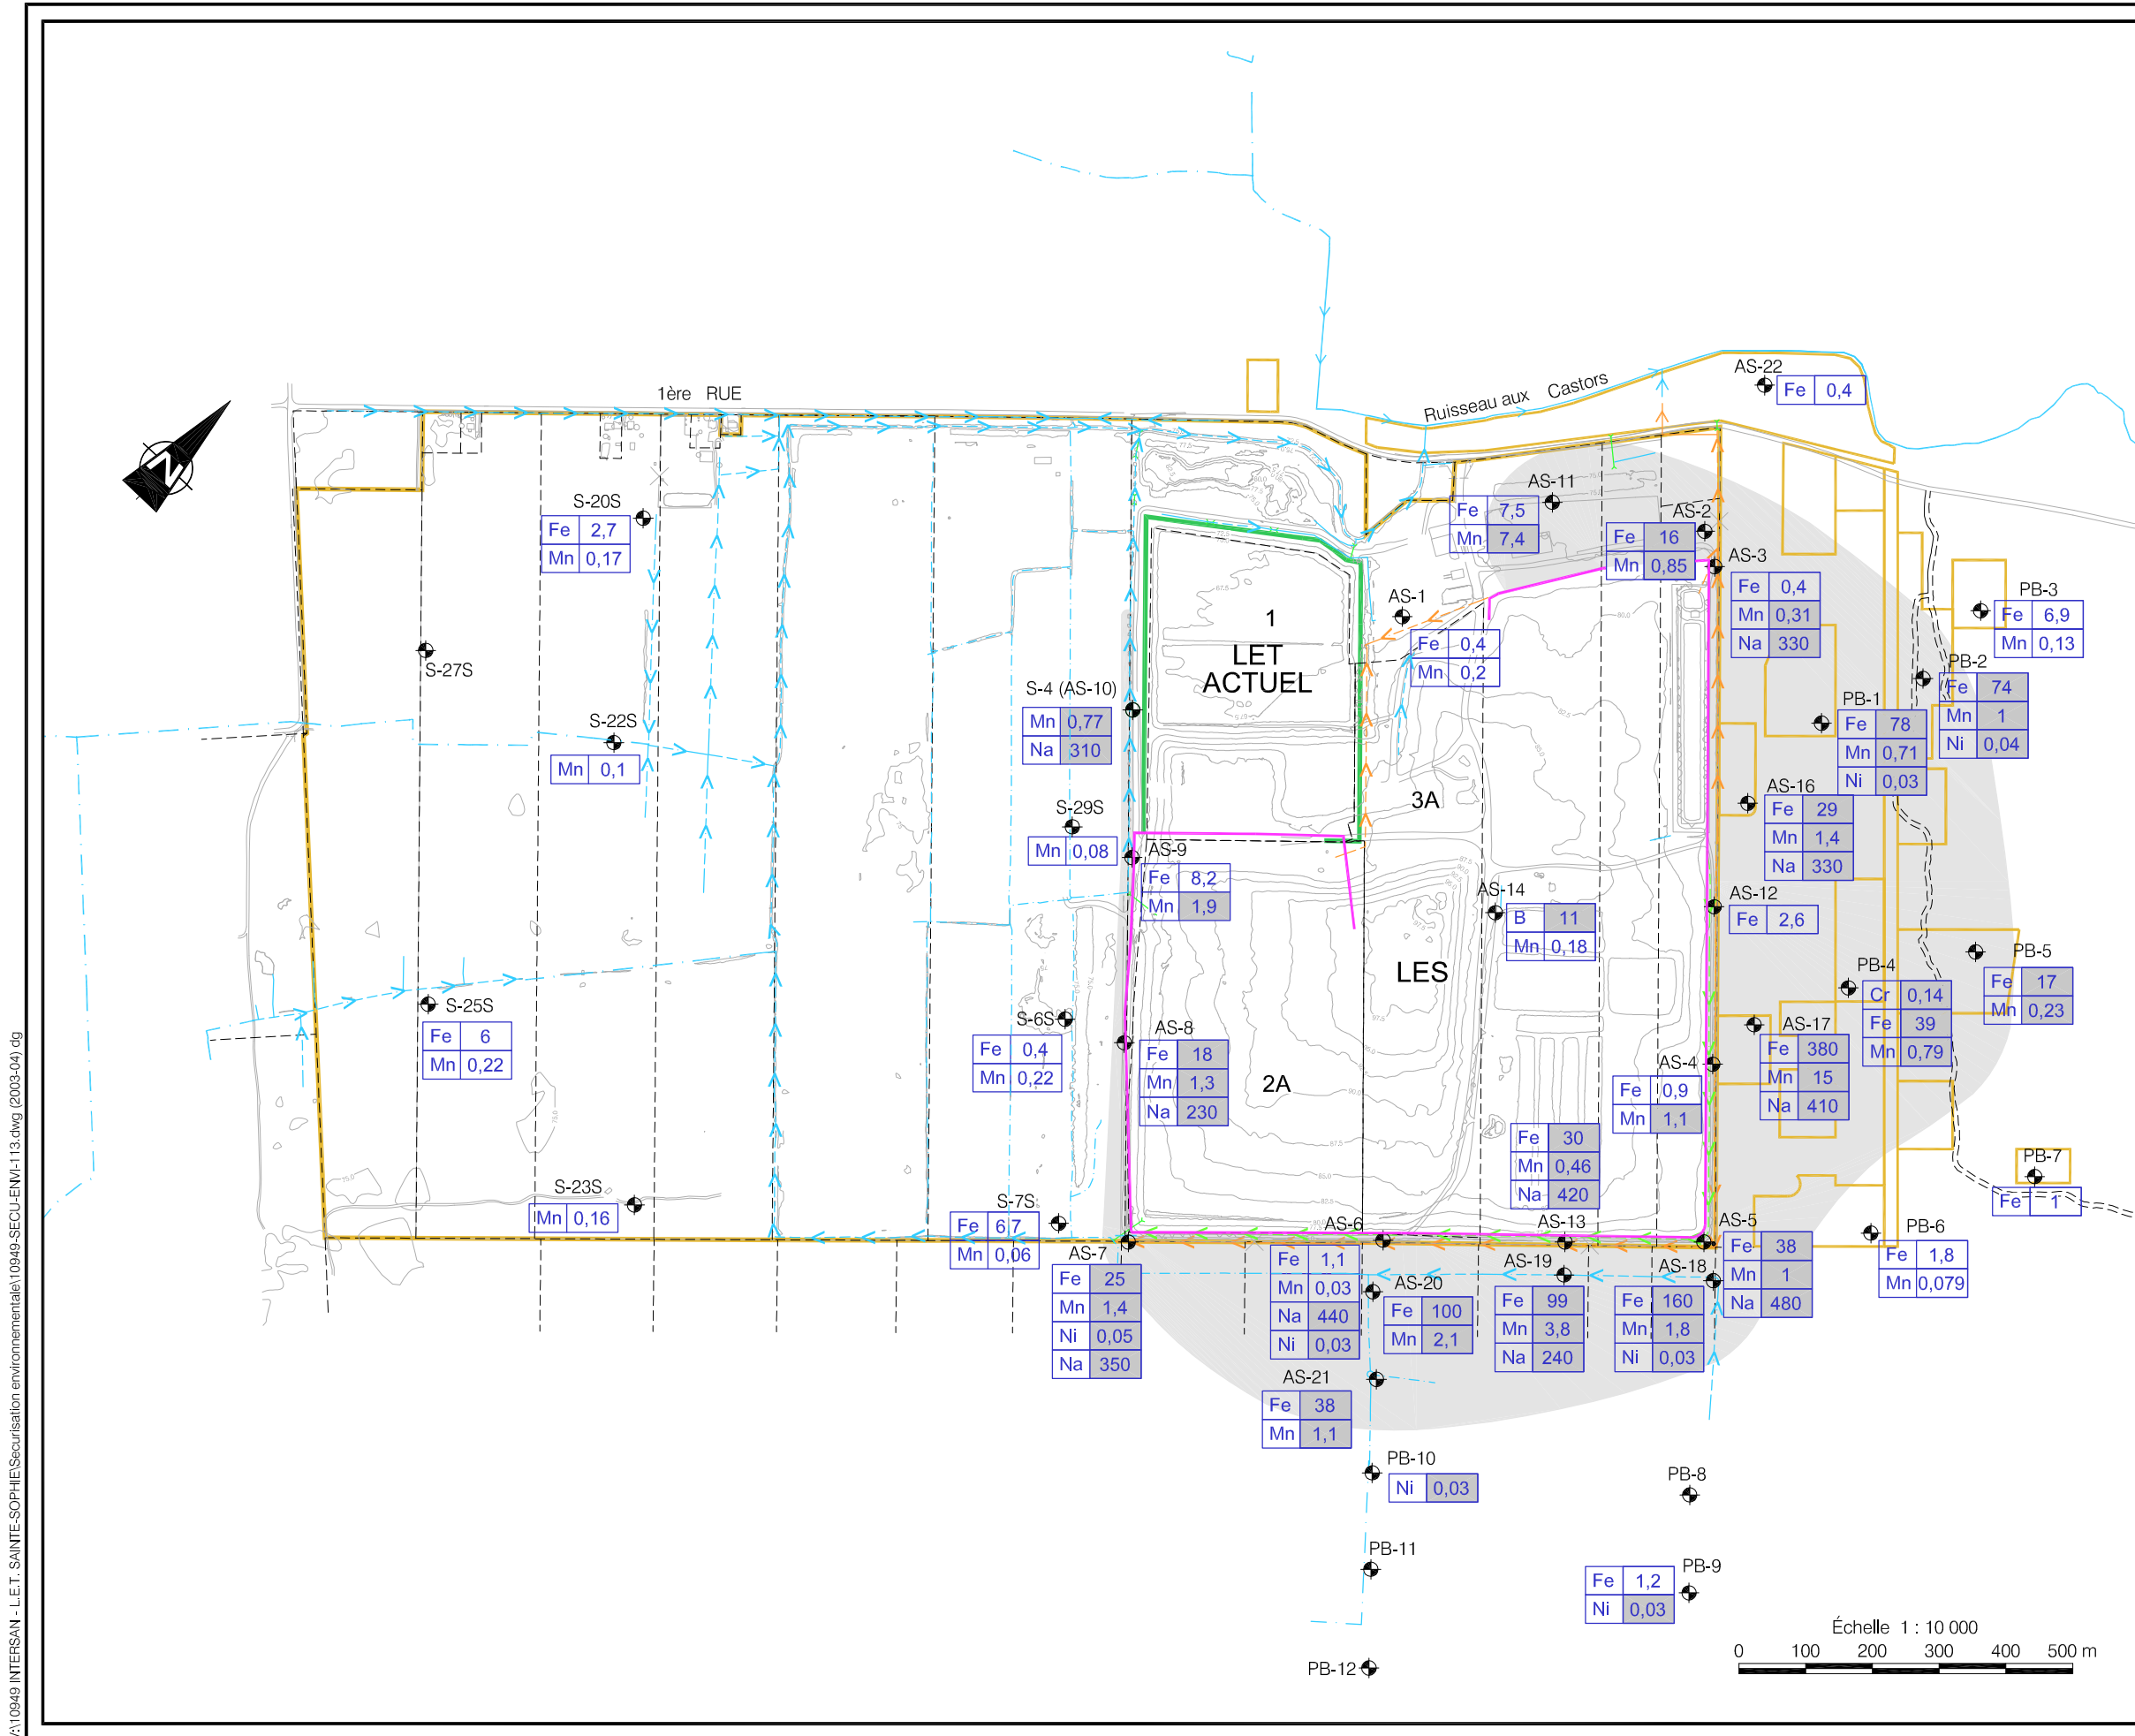 1ère RUE
Ruisseau aux Castors
AS-22
Fe 0,4
S-20S
Fe 2,7
Mn 0,17
AS-11
Fe 7,5
Mn 7,4
AS-2
Fe 16
Mn 0,85
AS-3
Fe 0,4
Mn 0,31
Na 330
PB-3
Fe 6,9
Mn 0,13
S-27S
1
LET
ACTUEL
AS-1
Fe 0,4
Mn 0,2
PB-2
Fe 74
Mn 1
Ni 0,04
S-4 (AS-10)
Mn 0,77
Na 310
PB-1
Fe 78
Mn 0,71
Ni 0,03
S-22S
Mn 0,1
3A
AS-16
Fe 29
Mn 1,4
Na 330
S-29S
Mn 0,08
AS-9
Fe 8,2
Mn 1,9
AS-14
B 11
Mn 0,18
AS-12
Fe 2,6
LES
PB-5
Fe 17
Mn 0,23
PB-4
Cr 0,14
Fe 39
Mn 0,79
S-25S
Fe 6
Mn 0,22
S-6S
Fe 0,4
Mn 0,22
AS-8
Fe 18
Mn 1,3
Na 230
AS-17
Fe 380
Mn 15
Na 410
2A
AS-4
Fe 0,9
Mn 1,1
Fe 30
Mn 0,46
Na 420
AS-13
PB-7
Fe 1
S-23S
Mn 0,16
S-7S
Fe 6,7
Mn 0,06
AS-7
Fe 25
Mn 1,4
Ni 0,05
Na 350
AS-6
Fe 1,1
Mn 0,03
Na 440
Ni 0,03
AS-5
Fe 38
Mn 1
Na 480
PB-6
Fe 1,8
Mn 0,079
AS-20
Fe 100
Mn 2,1
AS-19
Fe 99
Mn 3,8
Na 240
AS-18
Fe 160
Mn 1,8
Ni 0,03
AS-21
Fe 38
Mn 1,1
PB-10
Ni 0,03
PB-8
PB-11
PB-9
Fe 1,2
Ni 0,03
PB-12
Échelle 1 : 10 000
0 100 200 300 400 500 m
10949 INTERSAN - L.E.T. SAINTE-SOPHIE\Securisation environnementale\10949-SECU-ENVI-113.dwg (2003-04) dg